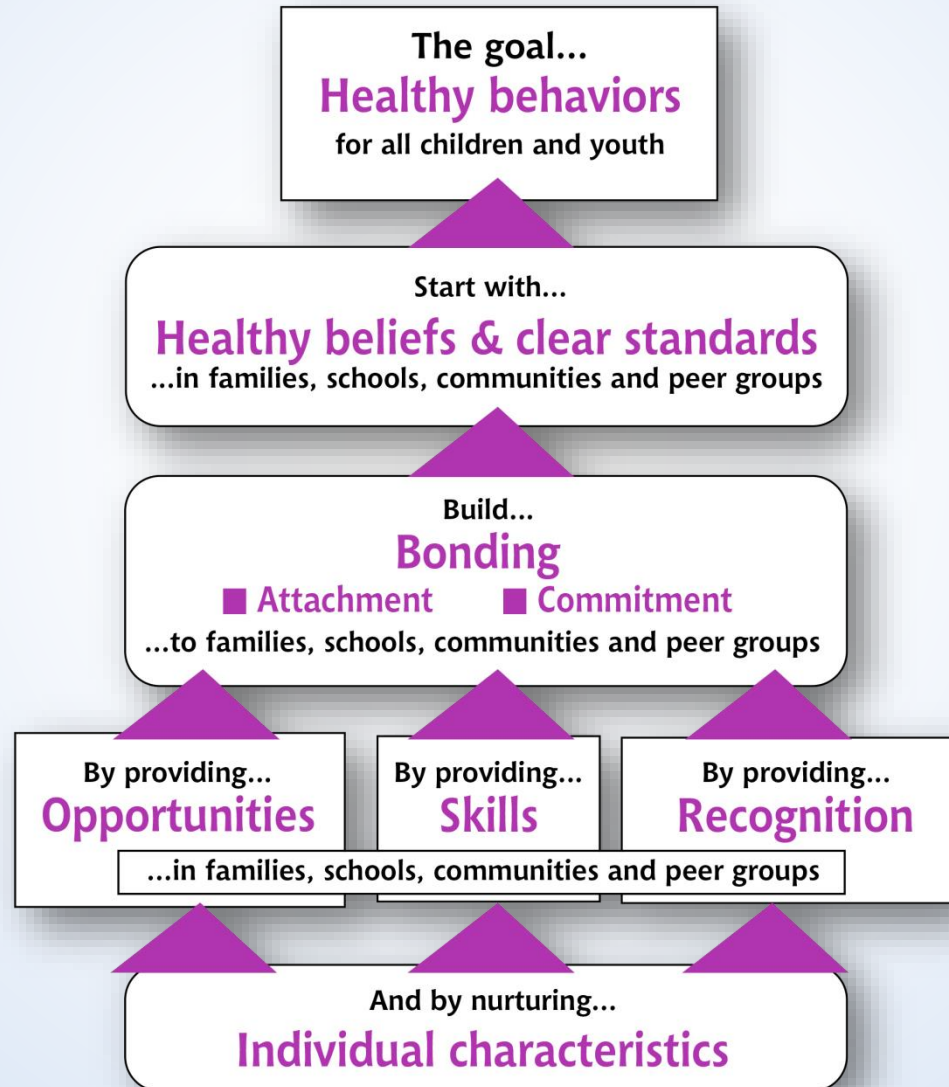 The goal...
Healthy behaviors
for all children and youth
Start with...
Healthy beliefs & clear standards
...in families, schools, communities and peer groups
Build...
Bonding
■ Attachment ■ Commitment
...to families, schools, communities and peer groups
By providing...
Opportunities
By providing...
Skills
By providing...
Recognition
...in families, schools, communities and peer groups
And by nurturing...
Individual characteristics